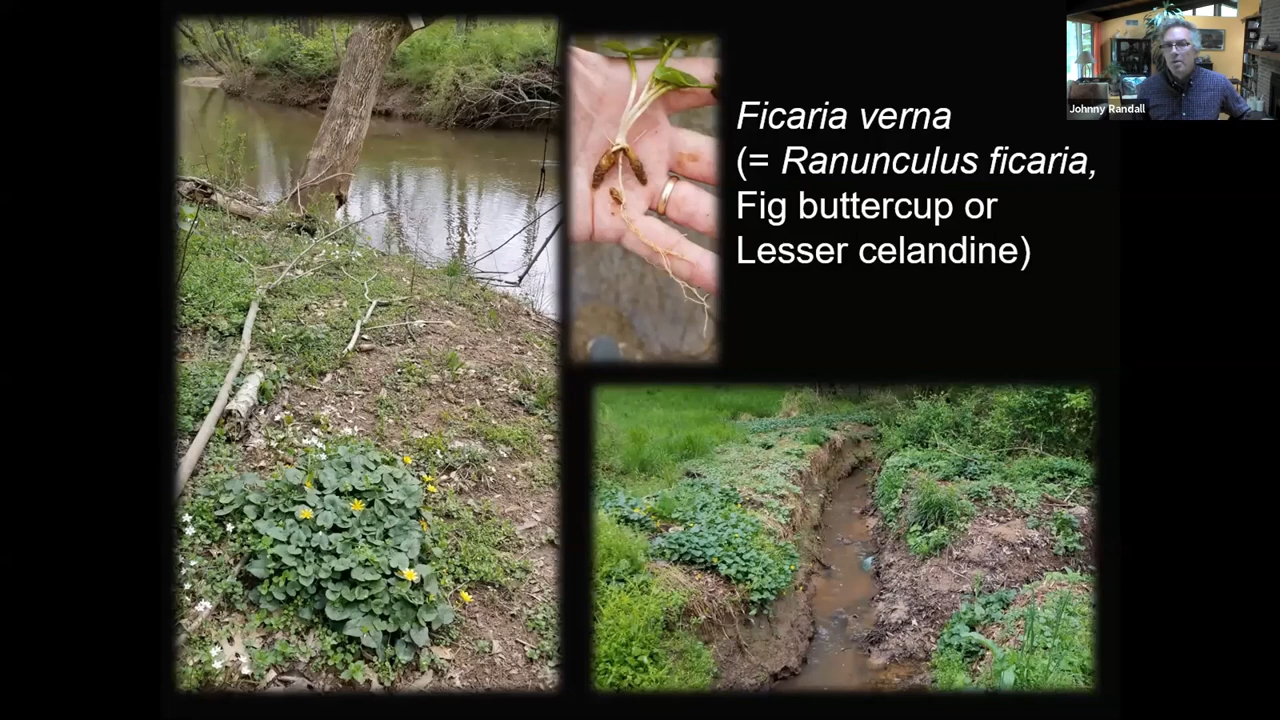 Johnny Randall
Ficaria verna
(= Ranunculus ficaria,
Fig buttercup or
Lesser celandine)